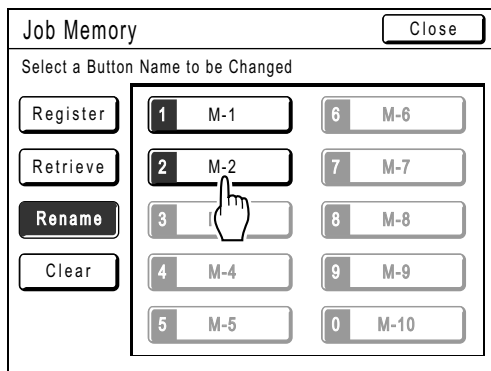 Job Memory
Close
Select a Button Name to be Changed
Register
Retrieve
Rename
Clear
1 M-1
2 M-2
3
4 M-4
5 M-5
6 M-6
7 M-7
8 M-8
9 M-9
0 M-10